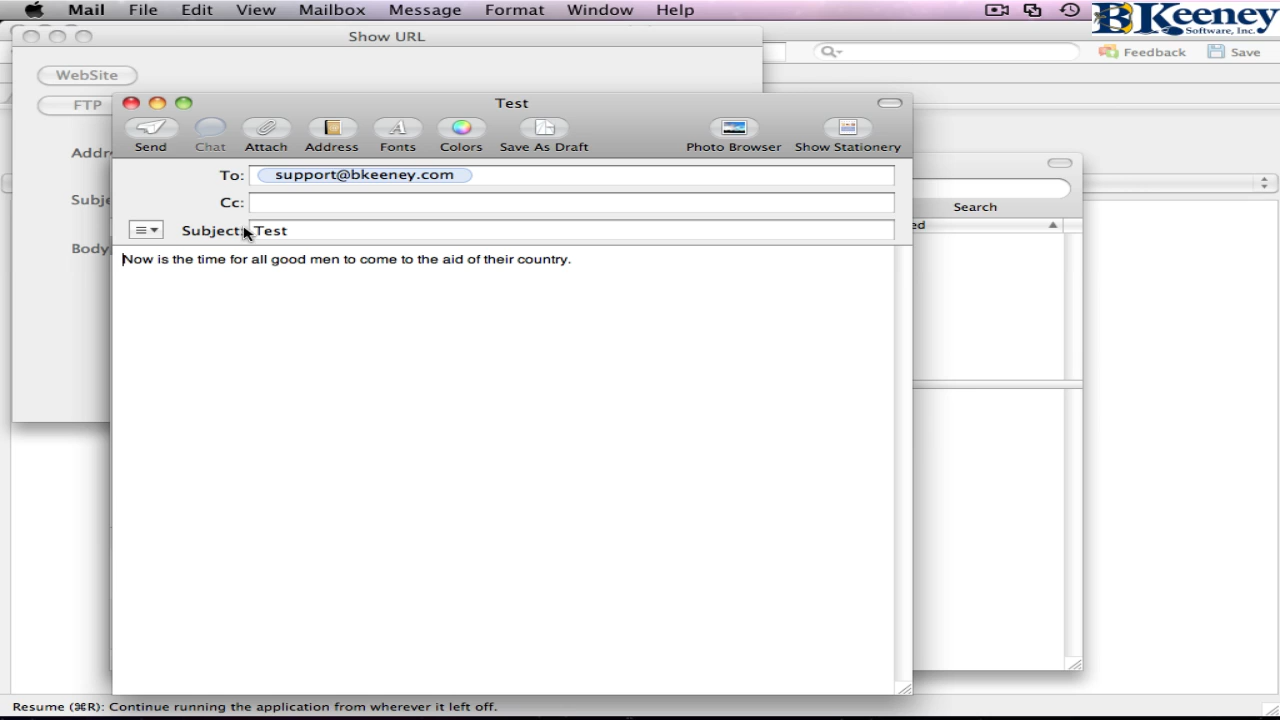 Mail File Edit View Mailbox Message Format Window Help
BKeeney
Software, Inc.
Show URL
Feedback Save
WebSite
FTP
Test
Send Chat Attach Address Fonts Colors Save As Draft Photo Browser Show Stationery
Addr
To: support@bkeeney.com
Cc:
Subje
Search
Subject: Test
ed
Body
Now is the time for all good men to come to the aid of their country.
Resume (⌘R): Continue running the application from wherever it left off.